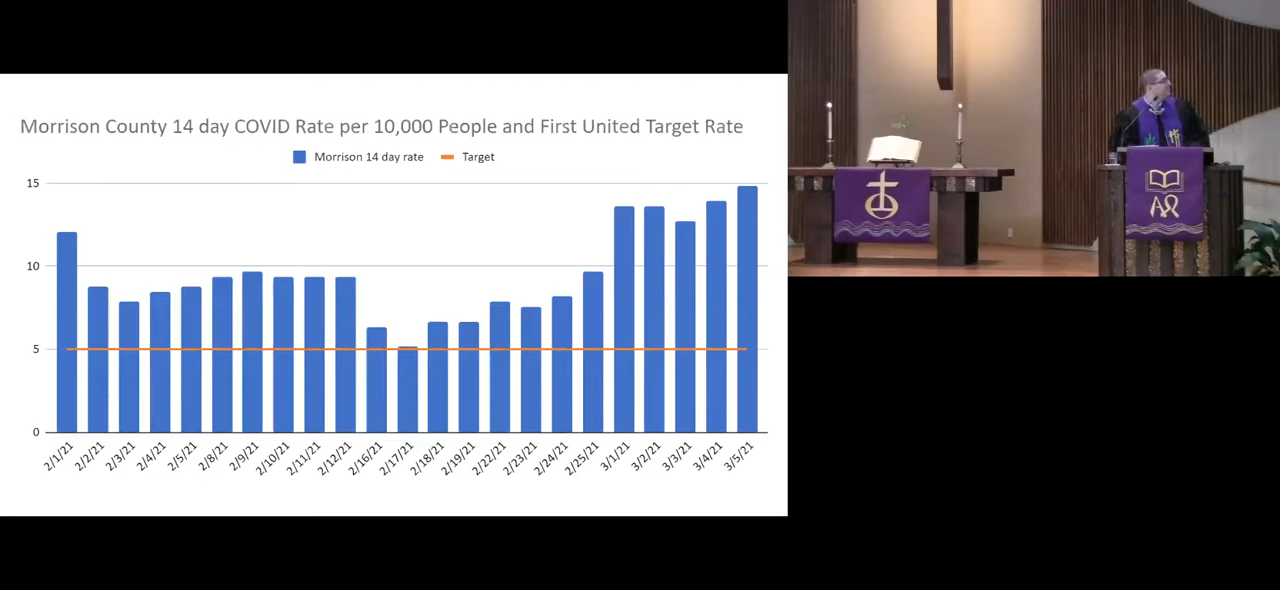 Morrison County 14 day COVID Rate per 10,000 People and First United Target Rate
Morrison 14 day rate Target
15
10
5
0
2/1/21 2/2/21 2/3/21 2/4/21 2/5/21 2/8/21 2/9/21 2/10/21 2/11/21 2/12/21 2/16/21 2/17/21 2/18/21 2/19/21 2/22/21 2/23/21 2/24/21 2/25/21 3/1/21 3/2/21 3/3/21 3/4/21 3/5/21
ΑΩ